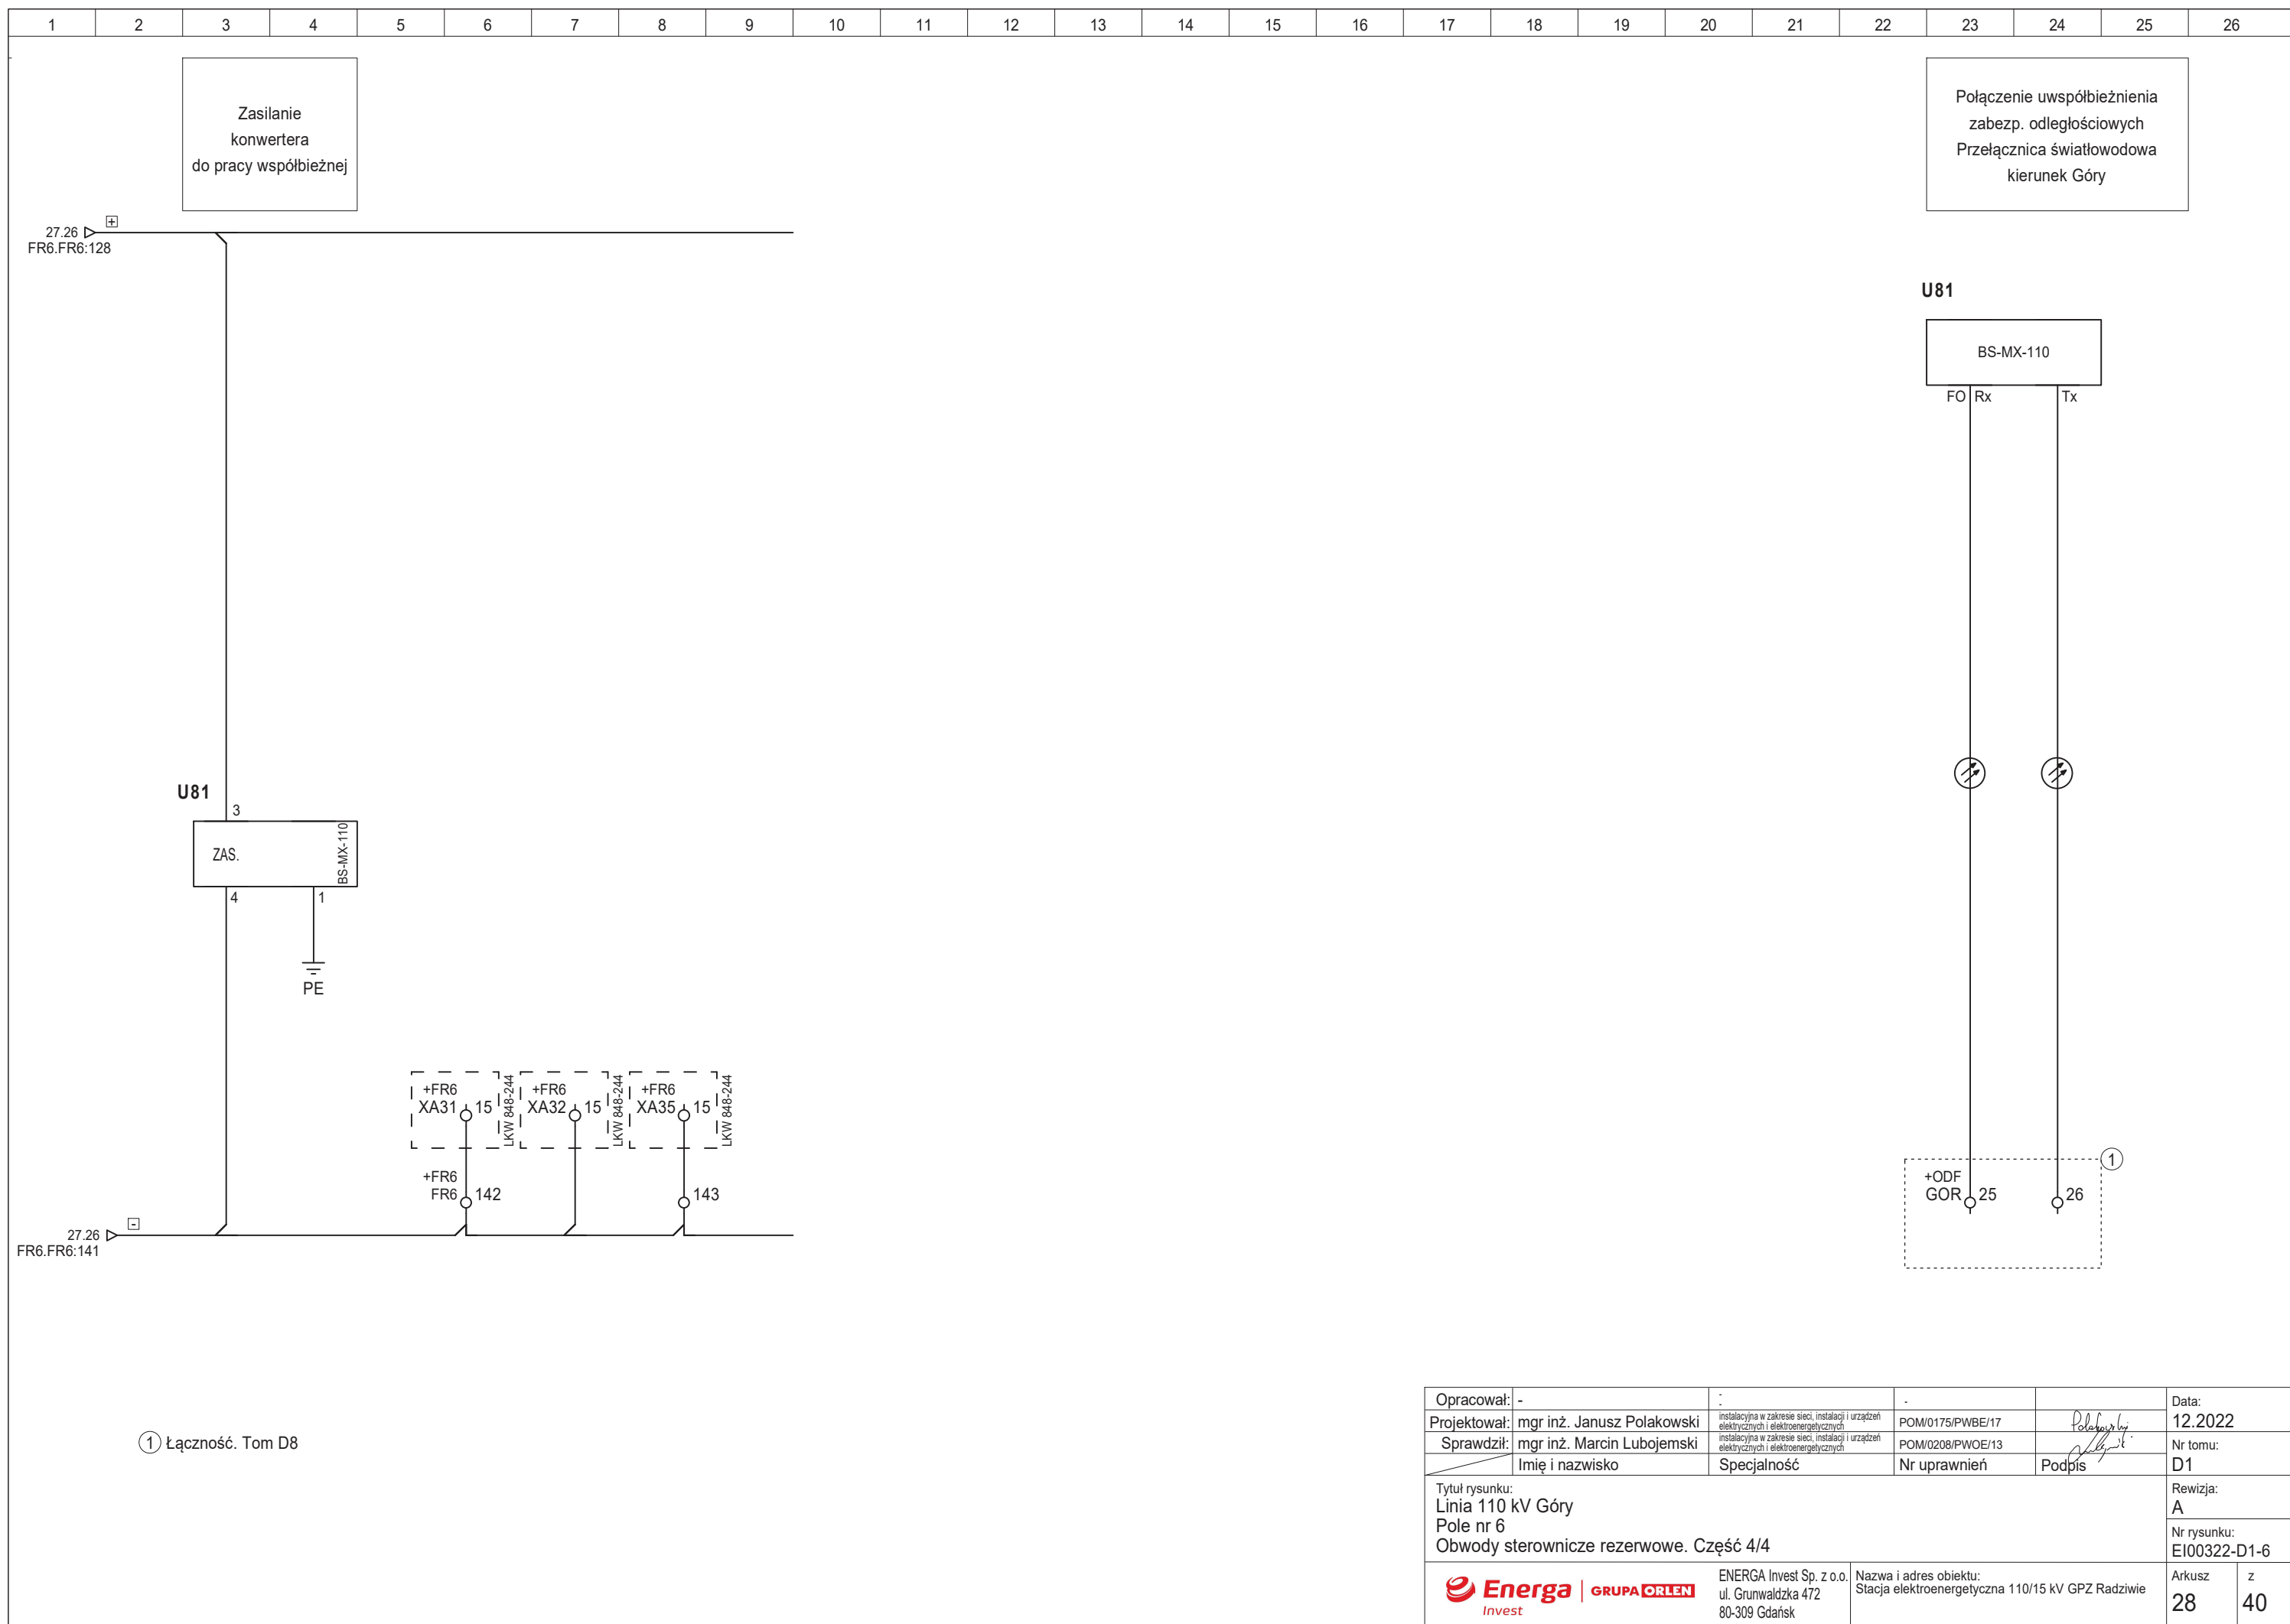 1 2 3 4 5 6 7 8 9 10 11 12 13 14 15 16 17 18 19 20 21 22 23 24 25 26
Zasilanie
konwertera
do pracy współbieżnej
Połączenie uwspółbieżnienia
zabezp. odległościowych
Przełącznica światłowodowa
kierunek Góry
27.26
+
FR6.FR6:128
U81
BS-MX-110
FO Rx
Tx
U81
3
ZAS.
BS-MX-110
4
1
PE
+FR6
XA31 15
LKW 848-244
+FR6
XA32 15
LKW 848-244
+FR6
XA35 15
LKW 848-244
+FR6
FR6 142
143
27.26
-
FR6.FR6:141
1
+ODF
GOR 25
26
1 Łączność. Tom D8
Opracował: - - - -
Projektował: mgr inż. Janusz Polakowski
instalacyjna w zakresie sieci, instalacji i urządzeń
elektrycznych i elektroenergetycznych
POM/0175/PWBE/17
Polakowski
Sprawdził: mgr inż. Marcin Lubojemski
instalacyjna w zakresie sieci, instalacji i urządzeń
elektrycznych i elektroenergetycznych
POM/0208/PWOE/13
Imię i nazwisko
Specjalność
Nr uprawnień
Podpis
Data:
12.2022
Nr tomu:
D1
Tytuł rysunku:
Linia 110 kV Góry
Pole nr 6
Obwody sterownicze rezerwowe. Część 4/4
Rewizja:
A
Nr rysunku:
EI00322-D1-6
Energa
Invest
GRUPA ORLEN
ENERGA Invest Sp. z o.o.
ul. Grunwaldzka 472
80-309 Gdańsk
Nazwa i adres obiektu:
Stacja elektroenergetyczna 110/15 kV GPZ Radziwie
Arkusz
28
z
40